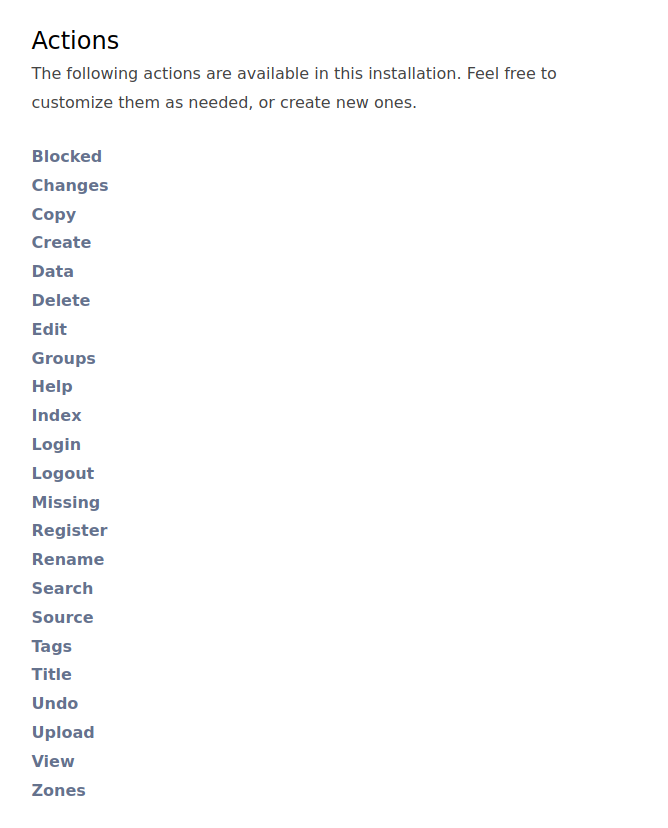 Actions
The following actions are available in this installation. Feel free to
customize them as needed, or create new ones.
Blocked
Changes
Copy
Create
Data
Delete
Edit
Groups
Help
Index
Login
Logout
Missing
Register
Rename
Search
Source
Tags
Title
Undo
Upload
View
Zones